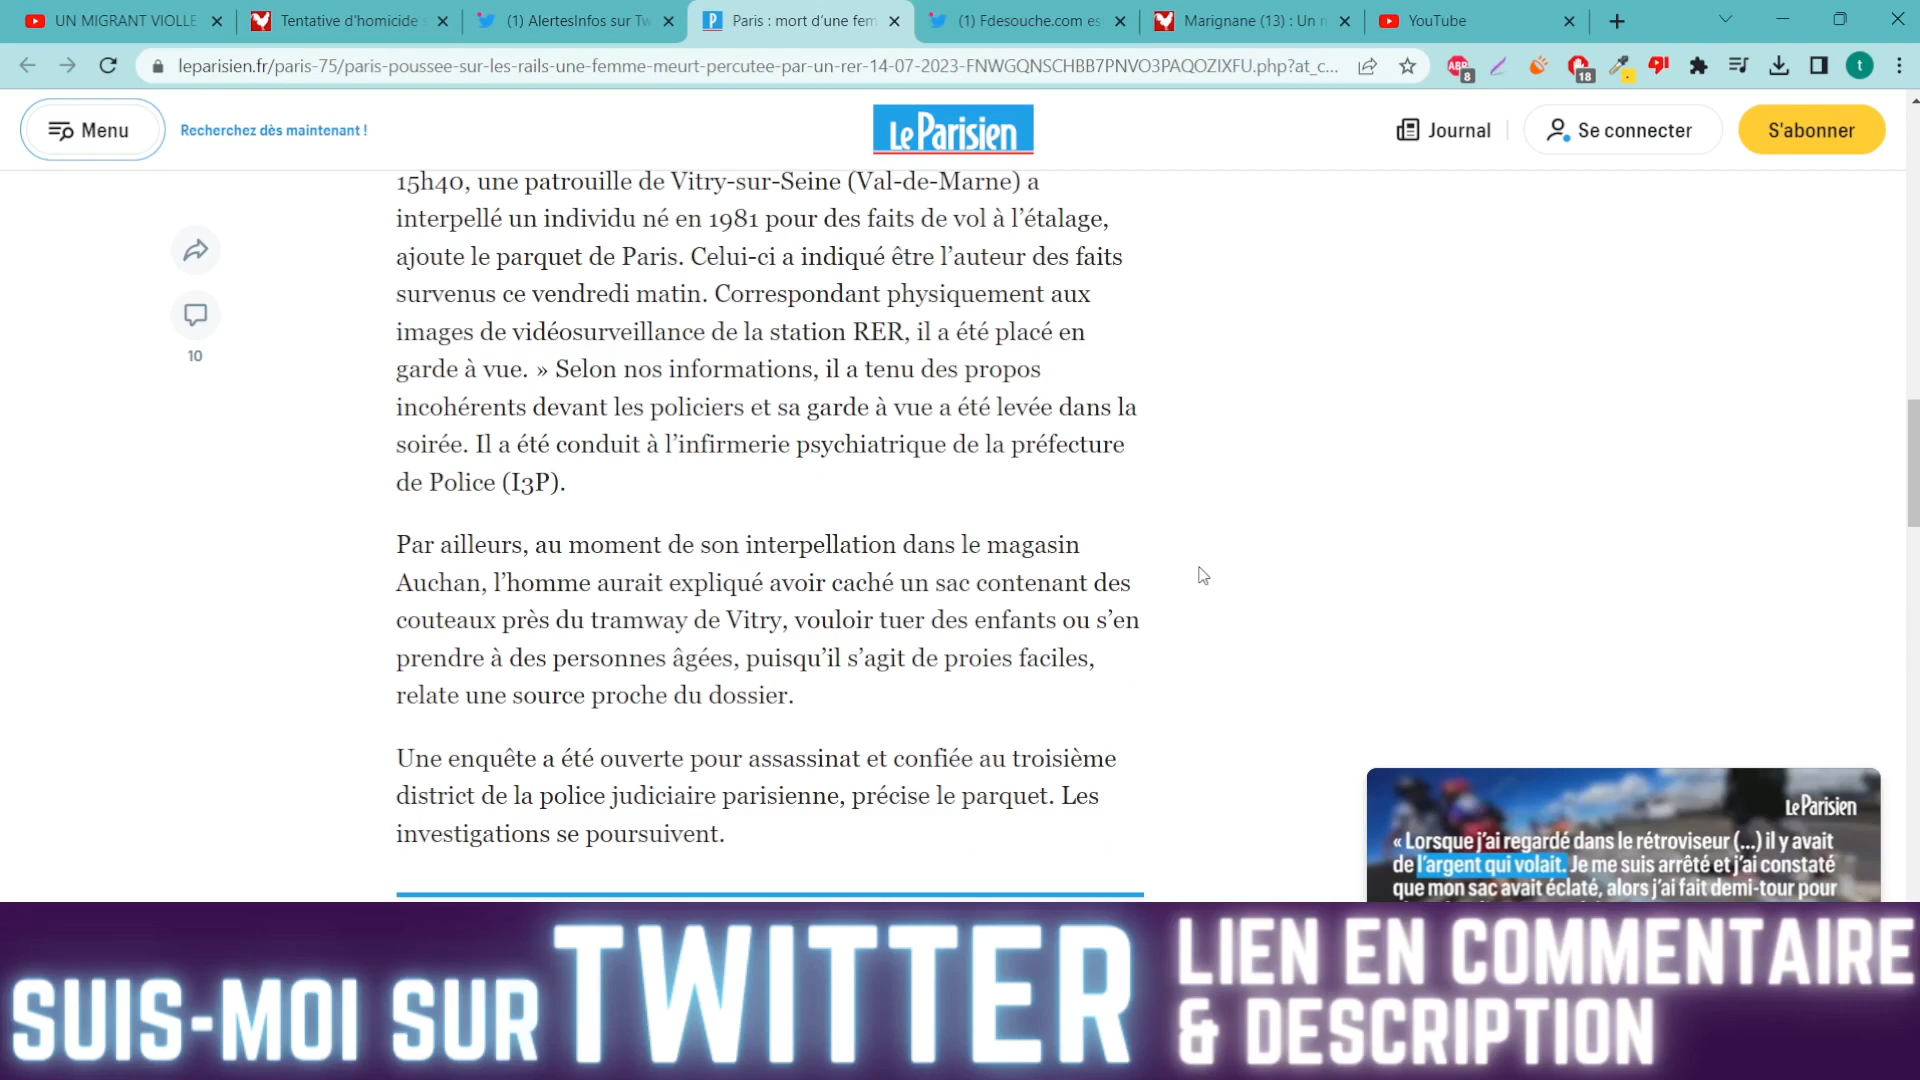 UN MIGRANT VIOLLE
Tentative d'homicide
(1) AlertesInfos sur Tw
Paris : mort d'une fem
(1) Fdesouche.com es
Marignane (13) : Un n
YouTube
leparisien.fr/paris-75/paris-poussee-sur-les-rails-une-femme-meurt-percutee-par-un-rer-14-07-2023-FNWGQNSCHBB7PNVO3PAQOZIXFU.php?at_c...
ABP
8
18
t
Menu
Recherchez dès maintenant !
Le Parisien
Journal
Se connecter
S'abonner
15h40, une patrouille de Vitry-sur-Seine (Val-de-Marne) a
interpellé un individu né en 1981 pour des faits de vol à l'étalage,
ajoute le parquet de Paris. Celui-ci a indiqué être l'auteur des faits
survenus ce vendredi matin. Correspondant physiquement aux
images de vidéosurveillance de la station RER, il a été placé en
garde à vue. » Selon nos informations, il a tenu des propos
incohérents devant les policiers et sa garde à vue a été levée dans la
soirée. Il a été conduit à l'infirmerie psychiatrique de la préfecture
de Police (I3P).
10
Par ailleurs, au moment de son interpellation dans le magasin
Auchan, l'homme aurait expliqué avoir caché un sac contenant des
couteaux près du tramway de Vitry, vouloir tuer des enfants ou s'en
prendre à des personnes âgées, puisqu'il s'agit de proies faciles,
relate une source proche du dossier.
Une enquête a été ouverte pour assassinat et confiée au troisième
district de la police judiciaire parisienne, précise le parquet. Les
investigations se poursuivent.
Le Parisien
« Lorsque j'ai regardé dans le rétroviseur (...) il y avait
de l'argent qui volait. Je me suis arrêté et j'ai constaté
que mon sac avait éclaté, alors j'ai fait demi-tour pour
SUIS-MOI SUR TWITTER
LIEN EN COMMENTAIRE
& DESCRIPTION